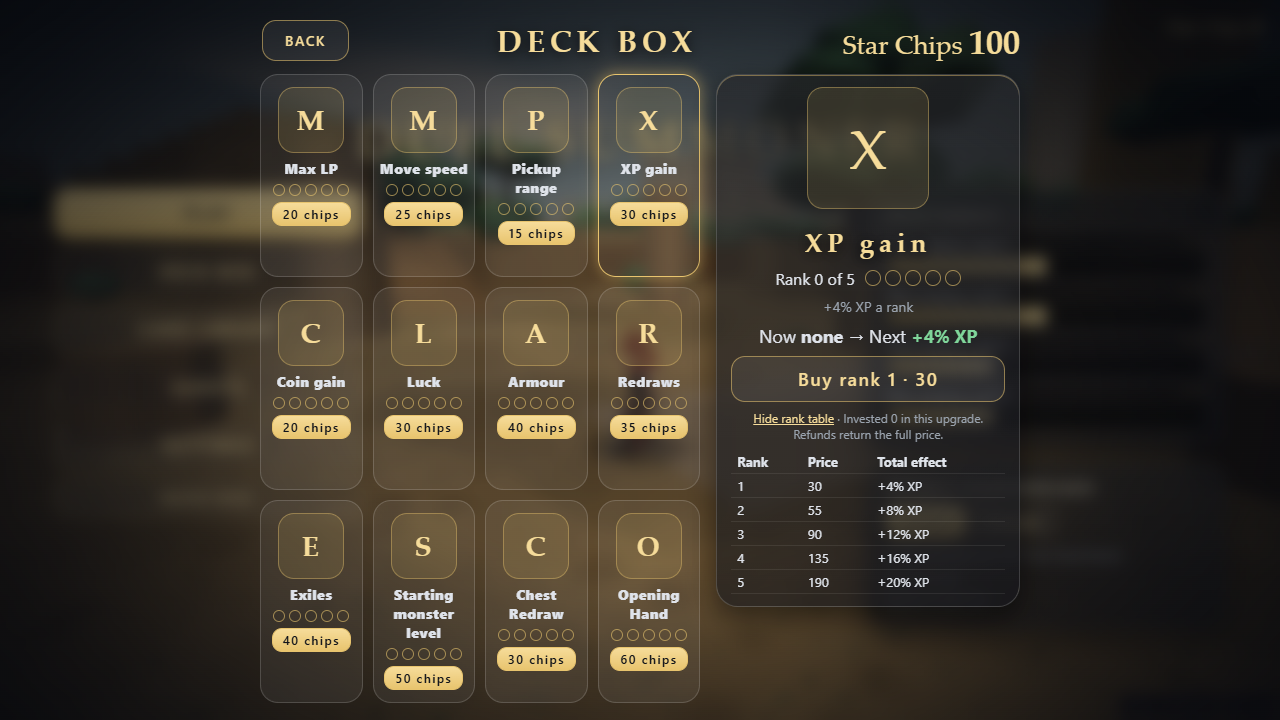 BACK
DECK BOX
Star Chips 100
M
Max LP
20 chips
M
Move speed
25 chips
P
Pickup
range
15 chips
X
XP gain
30 chips
C
Coin gain
20 chips
L
Luck
30 chips
A
Armour
40 chips
R
Redraws
35 chips
E
Exiles
40 chips
S
Starting
monster
level
50 chips
C
Chest
Redraw
30 chips
O
Opening
Hand
60 chips
X
XP gain
Rank 0 of 5
+4% XP a rank
Now none → Next +4% XP
Buy rank 1 · 30
Hide rank table · Invested 0 in this upgrade.
Refunds return the full price.
Rank Price Total effect
1 30 +4% XP
2 55 +8% XP
3 90 +12% XP
4 135 +16% XP
5 190 +20% XP